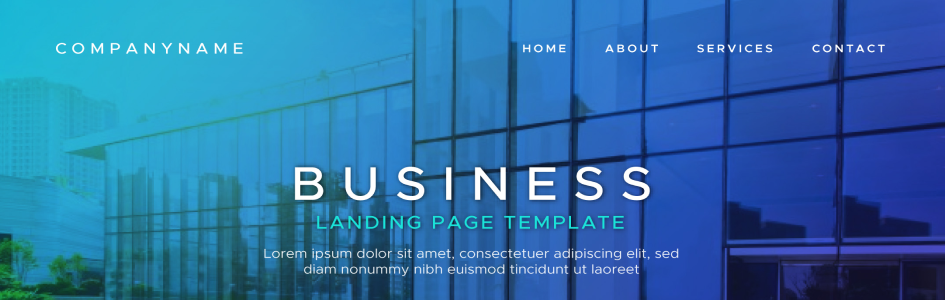 COMPANYNAME
HOME ABOUT SERVICES CONTACT
BUSINESS
LANDING PAGE TEMPLATE
Lorem ipsum dolor sit amet, consectetuer adipiscing elit, sed
diam nonummy nibh euismod tincidunt ut laoreet